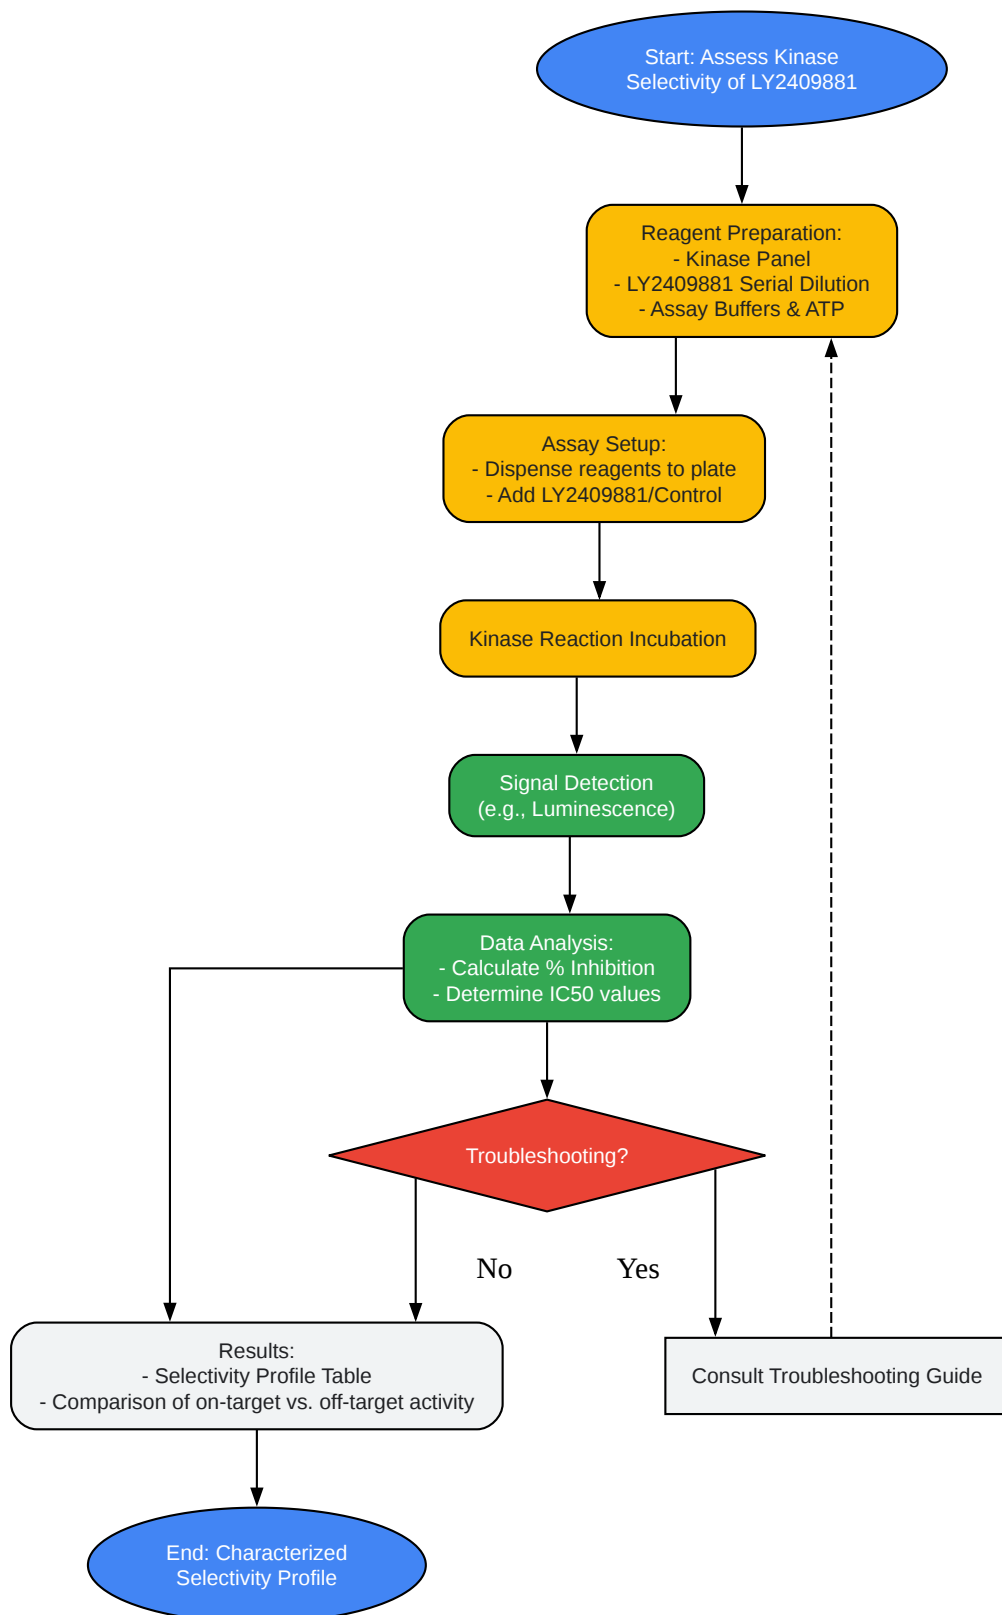 Start: Assess Kinase
Selectivity of LY2409881
Reagent Preparation:
- Kinase Panel
- LY2409881 Serial Dilution
- Assay Buffers & ATP
Assay Setup:
- Dispense reagents to plate
- Add LY2409881/Control
Kinase Reaction Incubation
Signal Detection
(e.g., Luminescence)
Data Analysis:
- Calculate % Inhibition
- Determine IC50 values
Troubleshooting?
No
Yes
Results:
- Selectivity Profile Table
- Comparison of on-target vs. off-target activity
Consult Troubleshooting Guide
End: Characterized
Selectivity Profile